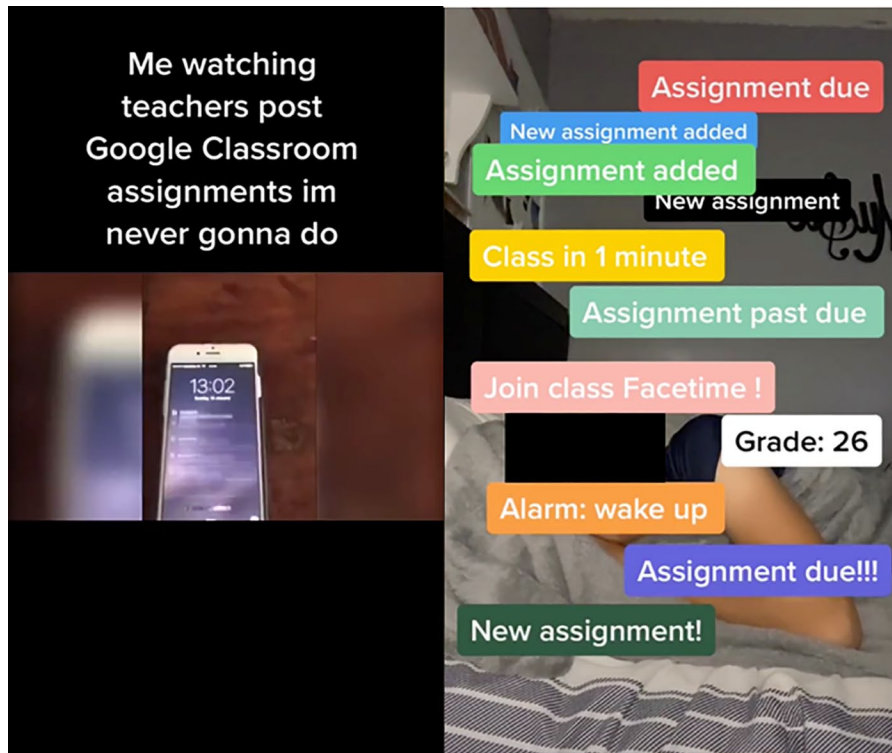 Me watching
teachers post
Google Classroom
assignments im
never gonna do
13:02
Assignment due
New assignment added
Assignment added
New assignment
Class in 1 minute
Assignment past due
Join class Facetime !
Grade: 26
Alarm: wake up
Assignment due!!!
New assignment!